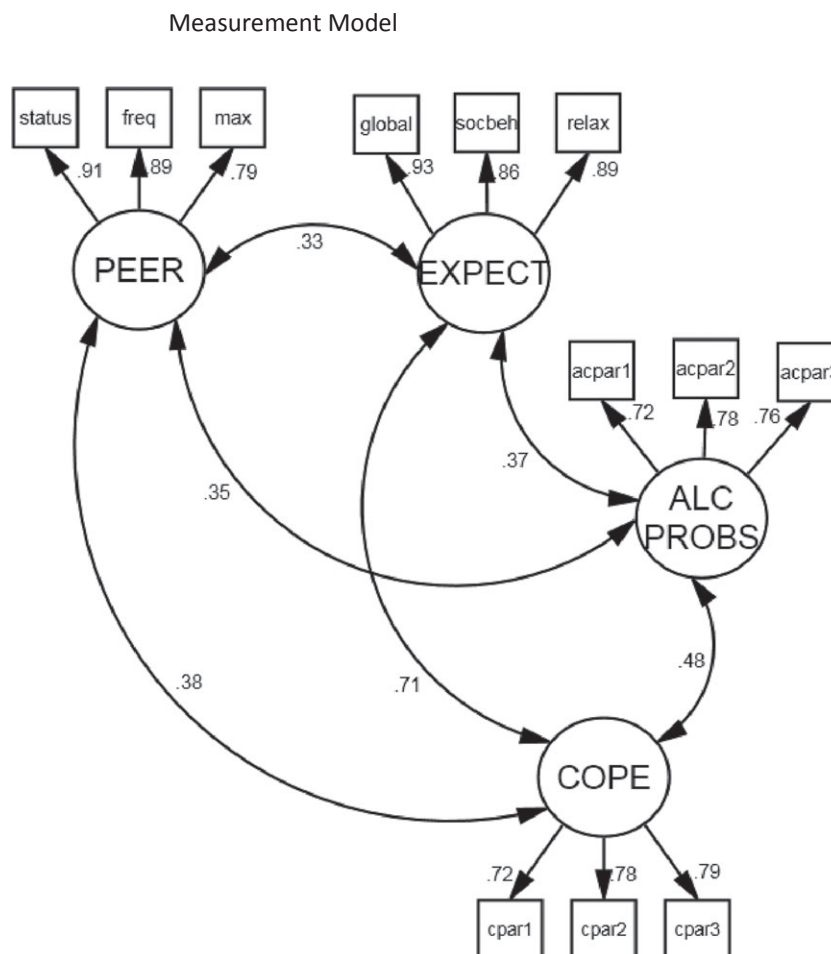 Measurement Model
status freq max
global socbeh relax
.91 .89 .79
.93 .86 .89
PEER
.33
EXPECT
acpar1 acpar2 acpar3
.72 .78 .76
.37
.35
ALC
PROBS
.38
.71
.48
COPE
.72 .78 .79
cpar1 cpar2 cpar3